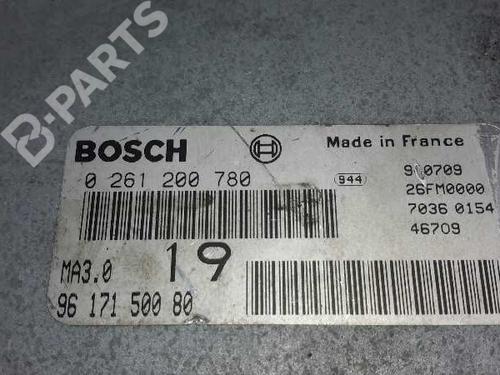 B-PARTS
BOSCH
Made in France
0 261 200 780
944
26FM0000
7036 0154
46709
MA3.0
19
96 171 500 80